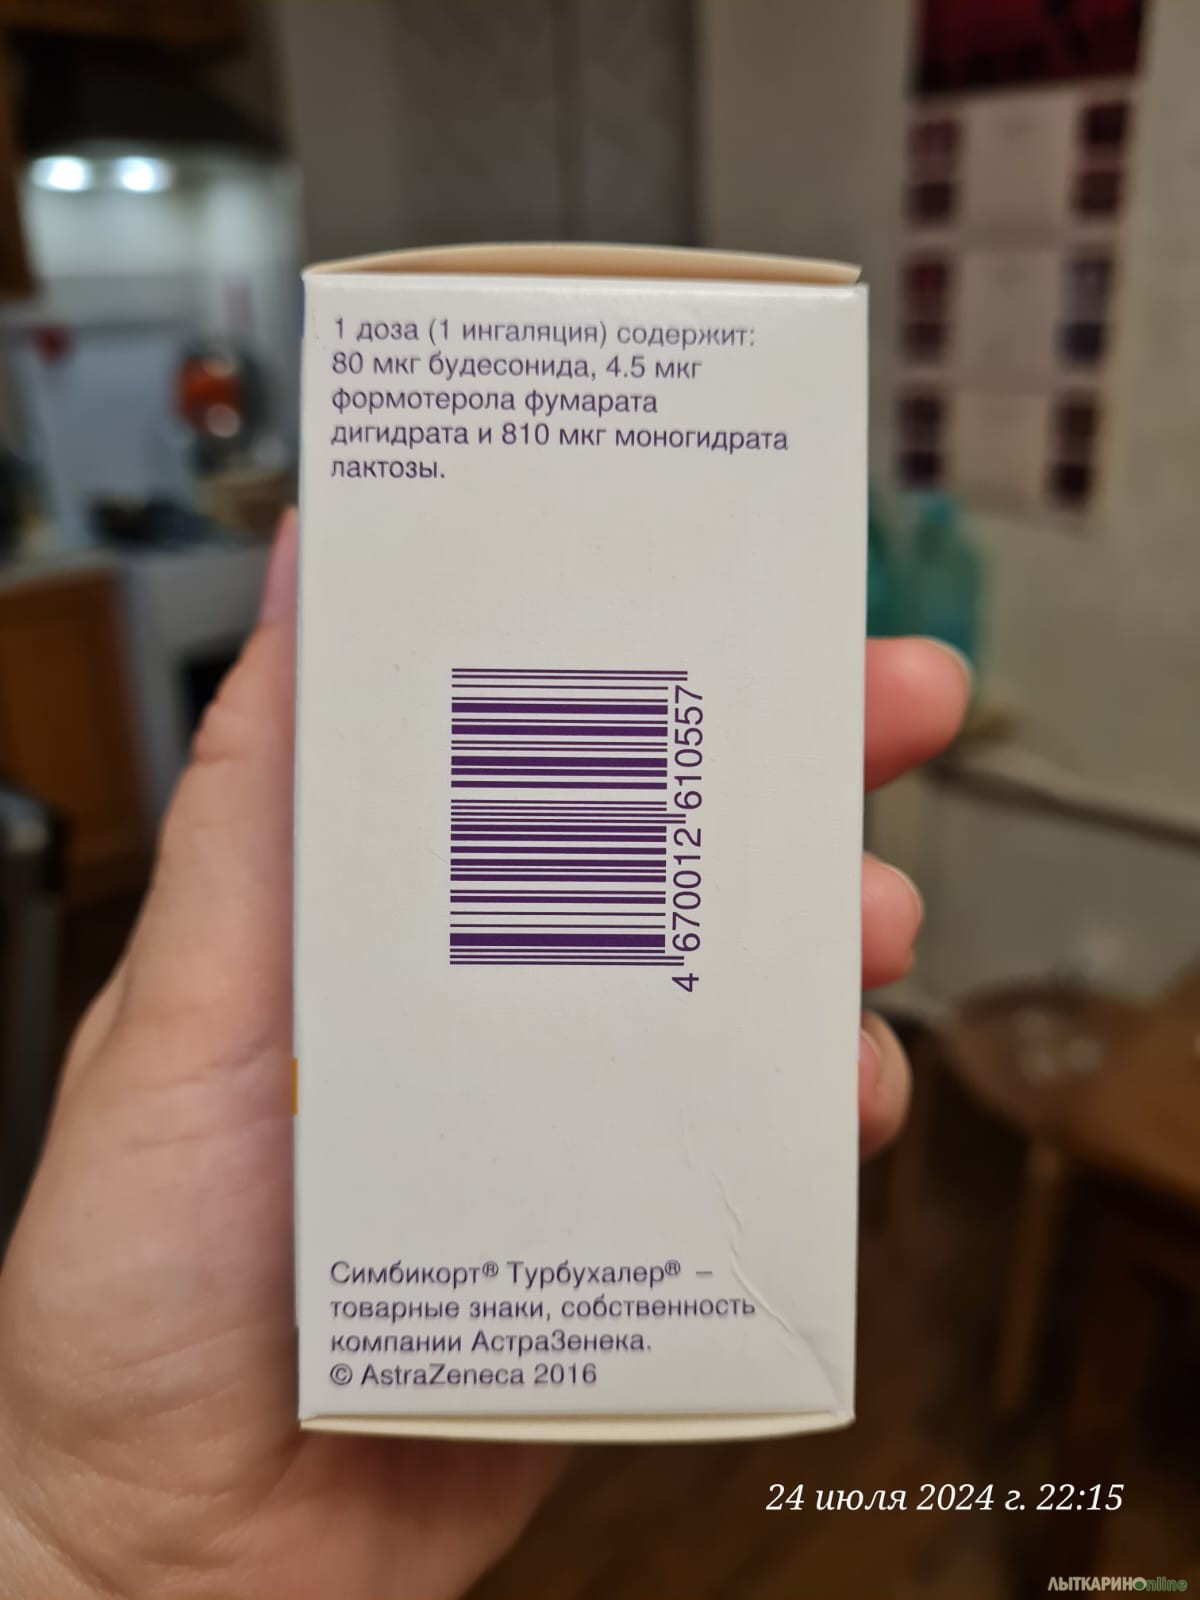 1 доза (1 ингаляция) содержит:
80 мкг будесонида, 4.5 мкг
формотерола фумарата
дигидрата и 810 мкг моногидрата
лактозы.
4 670012 610557
Симбикорт® Турбухалер® –
товарные знаки, собственность
компании АстраЗенека.
© AstraZeneca 2016
24 июля 2024 г. 22:15
ЛЫТКАРИНОonline